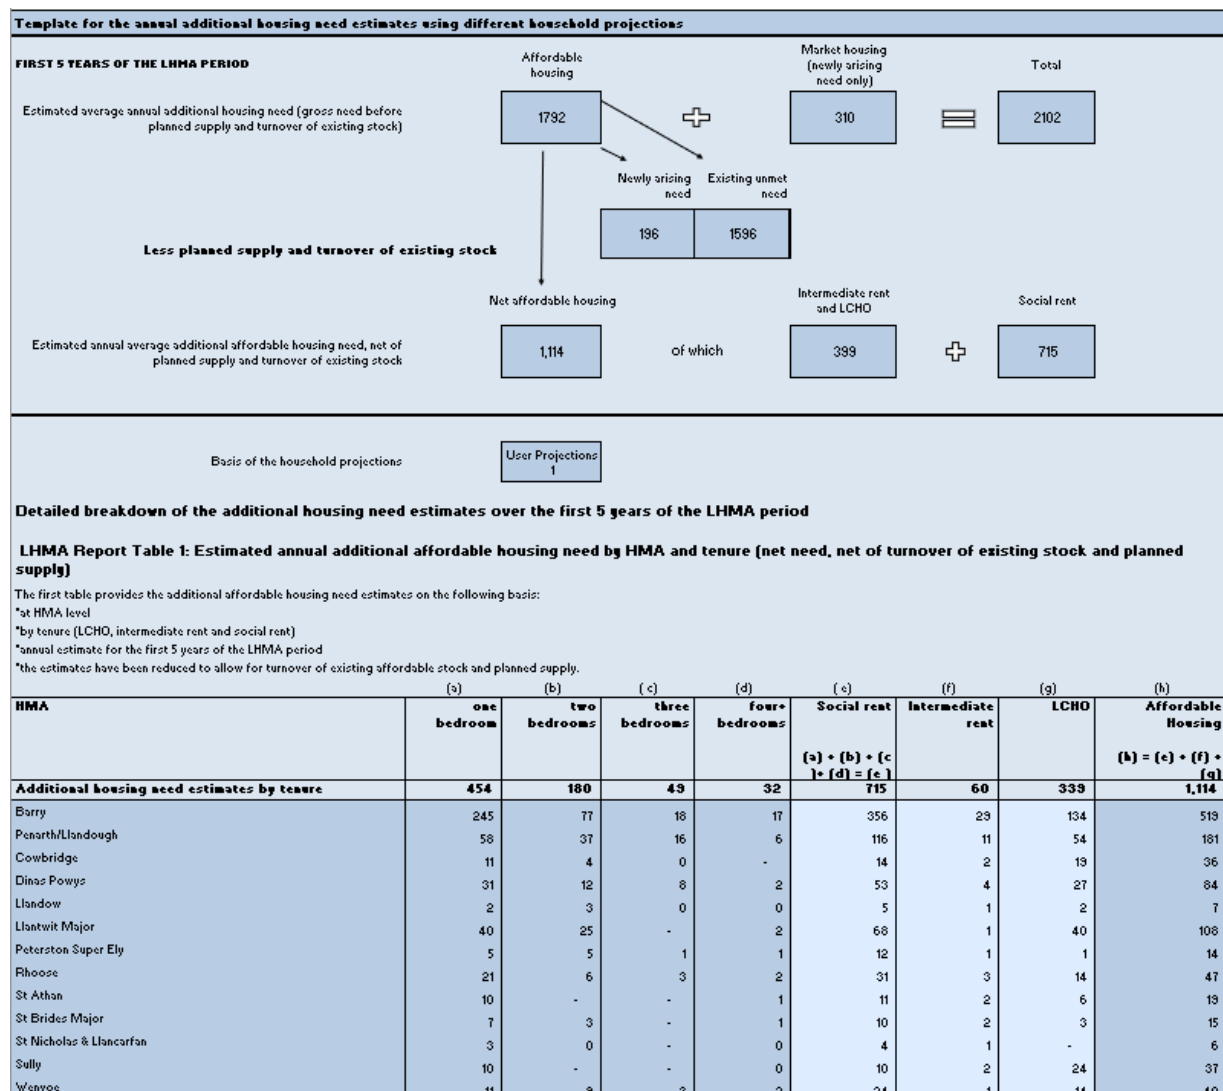 Template for the annual additional housing need estimates using different household projections
FIRST 5 YEARS OF THE LHMA PERIOD
Affordable
housing
Market housing
(newly arising
need only)
Total
Estimated average annual additional housing need (gross need before
planned supply and turnover of existing stock)
1792
310
2102
Newly arising
need
Existing unmet
need
196 1596
Less planned supply and turnover of existing stock
Net affordable housing
Intermediate rent
and LCHO
Social rent
Estimated annual average additional affordable housing need, net of
planned supply and turnover of existing stock
1,114 of which 399 715
Basis of the household projections
User Projections
1
Detailed breakdown of the additional housing need estimates over the first 5 years of the LHMA period
LHMA Report Table 1: Estimated annual additional affordable housing need by HMA and tenure (net need, net of turnover of existing stock and planned
supply)
The first table provides the additional affordable housing need estimates on the following basis:
*at HMA level
*by tenure (LCHO, intermediate rent and social rent)
*annual estimate for the first 5 years of the LHMA period
*the estimates have been reduced to allow for turnover of existing affordable stock and planned supply.
(a) (b) (c) (d) (e) (f) (g) (h)
HMA one two three four+ Social rent Intermediate LCHO Affordable
bedroom bedrooms bedrooms bedrooms rent Housing
(a) + (b) + (c (h) = (e) + (f) +
)+ (d) = (e ) (g)
Additional housing need estimates by tenure 454 180 49 32 715 60 339 1,114
Barry 245 77 18 17 356 29 134 519
Penarth/Llandough 58 37 16 6 116 11 54 181
Cowbridge 11 4 0 - 14 2 19 36
Dinas Powys 31 12 8 2 53 4 27 84
Llandow 2 3 0 0 5 1 2 7
Llantwit Major 40 25 - 2 68 1 40 108
Peterston Super Ely 5 5 1 1 12 1 1 14
Rhoose 21 6 3 2 31 3 14 47
St Athan 10 - - 1 11 2 6 19
St Brides Major 7 3 - 1 10 2 3 15
St Nicholas & Llancarfan 3 0 - 0 4 1 - 6
Sully 10 - - 0 10 2 24 37
Wenvoe